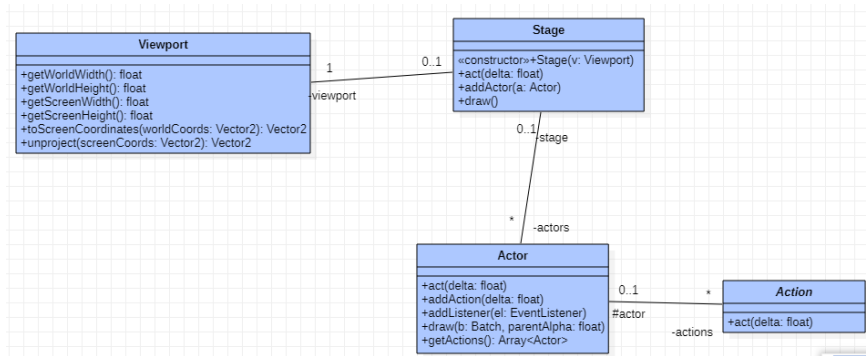 Viewport
+getWorldWidth(): float
+getWorldHeight(): float
+getScreenWidth(): float
+getScreenHeight(): float
+toScreenCoordinates(worldCoords: Vector2): Vector2
+unproject(screenCoords: Vector2): Vector2
1
-viewport
0..1
Stage
«constructor»+Stage(v: Viewport)
+act(delta: float)
+addActor(a: Actor)
+draw()
0..1
-stage
*
-actors
Actor
+act(delta: float)
+addAction(delta: float)
+addListener(el: EventListener)
+draw(b: Batch, parentAlpha: float)
+getActions(): Array<Actor>
0..1
#actor
*
-actions
Action
+act(delta: float)